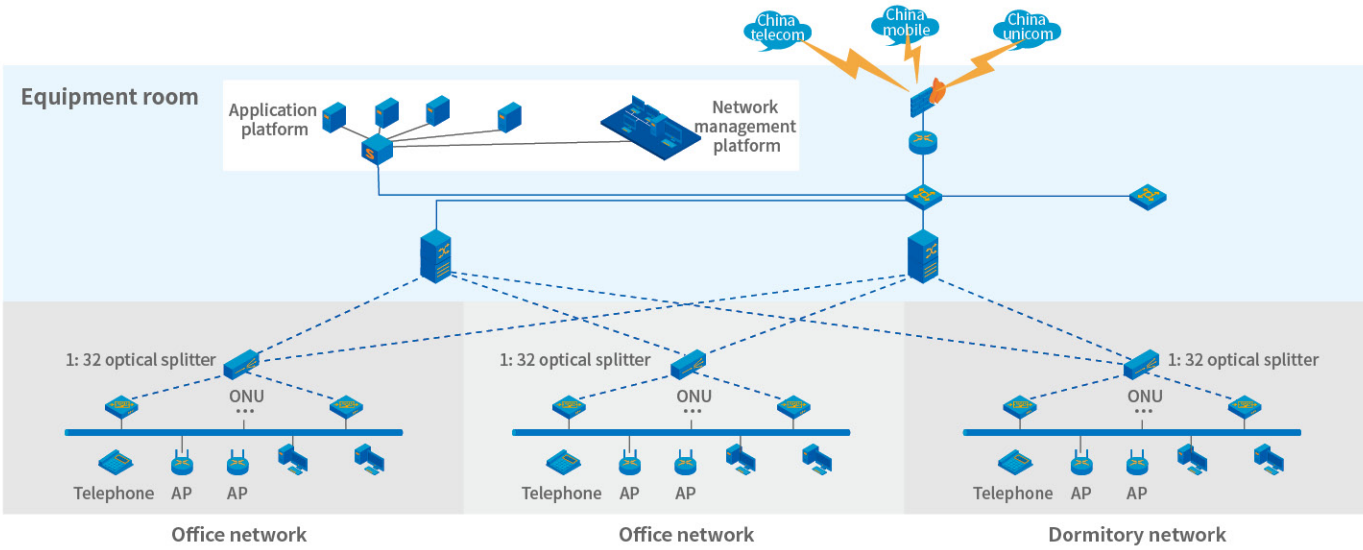 China
telecom
China
mobile
China
unicom
Equipment room
Application
platform
S
Network
management
platform
1: 32 optical splitter
1: 32 optical splitter
1: 32 optical splitter
ONU
...
ONU
...
ONU
...
Telephone AP AP
Telephone AP AP
Telephone AP AP
Office network
Office network
Dormitory network